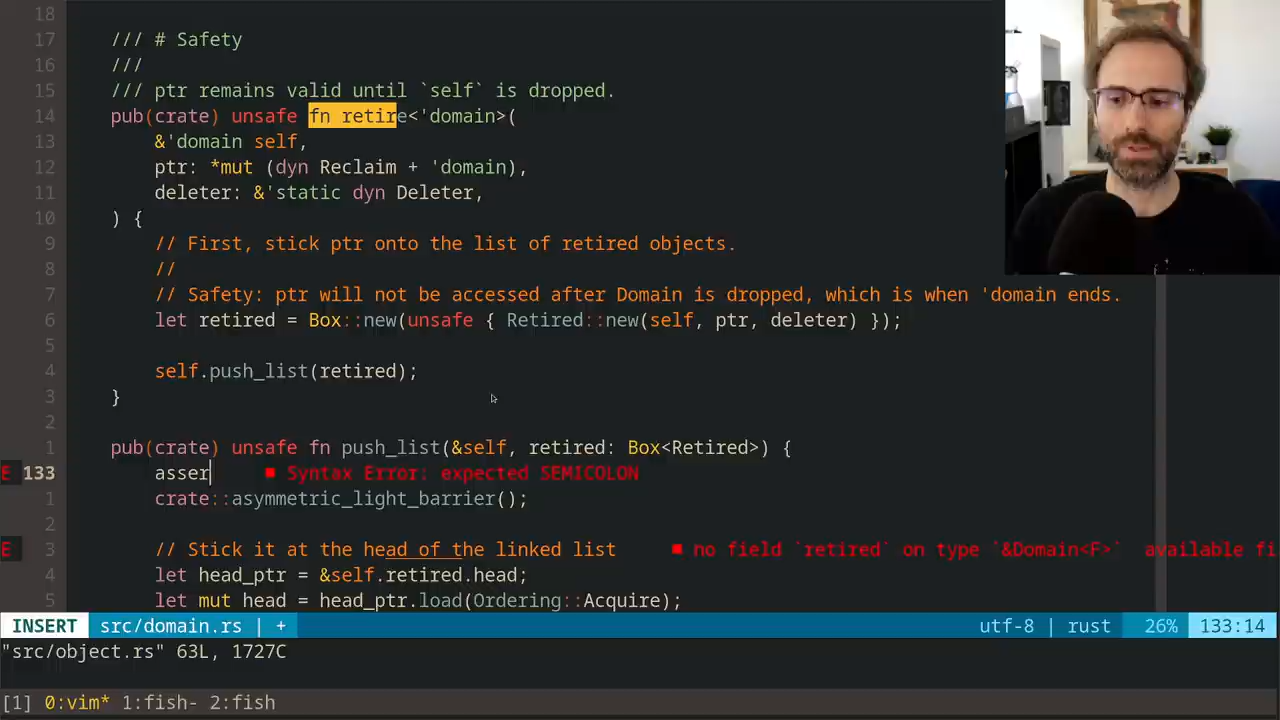 18
17 /// # Safety
16 ///
15 /// ptr remains valid until `self` is dropped.
14 pub(crate) unsafe fn retire<'domain>(
13 &'domain self,
12 ptr: *mut (dyn Reclaim + 'domain),
11 deleter: &'static dyn Deleter,
10 ) {
9 // First, stick ptr onto the list of retired objects.
8 //
7 // Safety: ptr will not be accessed after Domain is dropped, which is when 'domain ends.
6 let retired = Box::new(unsafe { Retired::new(self, ptr, deleter) });
5
4 self.push_list(retired);
3 }
2
1 pub(crate) unsafe fn push_list(&self, retired: Box<Retired>) {
E 133 asser ■ Syntax Error: expected SEMICOLON
1 crate::asymmetric_light_barrier();
2
E 3 // Stick it at the head of the linked list ■ no field `retired` on type `&Domain<F>` available fi
4 let head_ptr = &self.retired.head;
5 let mut head = head_ptr.load(Ordering::Acquire);
INSERT src/domain.rs | + utf-8 | rust 26% 133:14
"src/object.rs" 63L, 1727C
[1] 0:vim* 1:fish- 2:fish